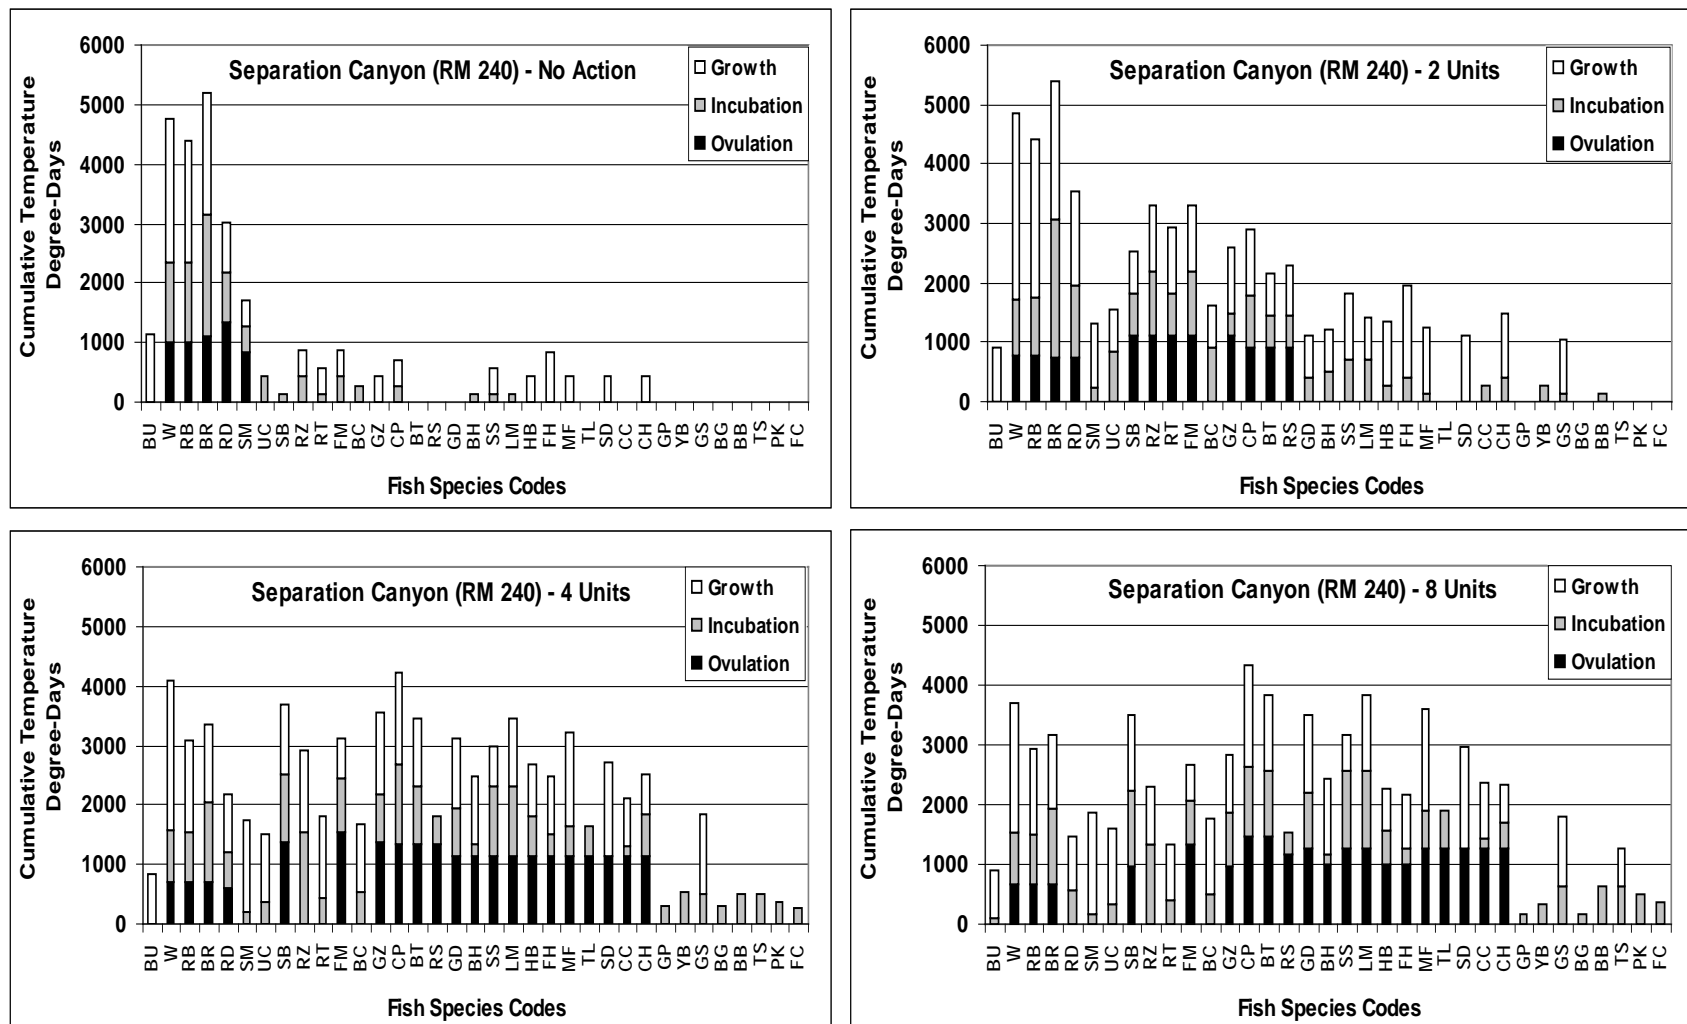 Separation Canyon (RM 240) - No Action
Growth
Incubation
Ovulation
Cumulative Temperature
Degree-Days
6000
5000
4000
3000
2000
1000
0
BU W RB BR RD SM UC SB RZ RT FM BC GZ CP BT RS GD BH SS LM HB FH MF TL SD CC CH GP YB GS BG BB TS PK FC
Fish Species Codes
Separation Canyon (RM 240) - 2 Units
Growth
Incubation
Ovulation
Cumulative Temperature
Degree-Days
6000
5000
4000
3000
2000
1000
0
BU W RB BR RD SM UC SB RZ RT FM BC GZ CP BT RS GD BH SS LM HB FH MF TL SD CC CH GP YB GS BG BB TS PK FC
Fish Species Codes
Separation Canyon (RM 240) - 4 Units
Growth
Incubation
Ovulation
Cumulative Temperature
Degree-Days
6000
5000
4000
3000
2000
1000
0
BU W RB BR RD SM UC SB RZ RT FM BC GZ CP BT RS GD BH SS LM HB FH MF TL SD CC CH GP YB GS BG BB TS PK FC
Fish Species Codes
Separation Canyon (RM 240) - 8 Units
Growth
Incubation
Ovulation
Cumulative Temperature
Degree-Days
6000
5000
4000
3000
2000
1000
0
BU W RB BR RD SM UC SB RZ RT FM BC GZ CP BT RS GD BH SS LM HB FH MF TL SD CC CH GP YB GS BG BB TS PK FC
Fish Species Codes